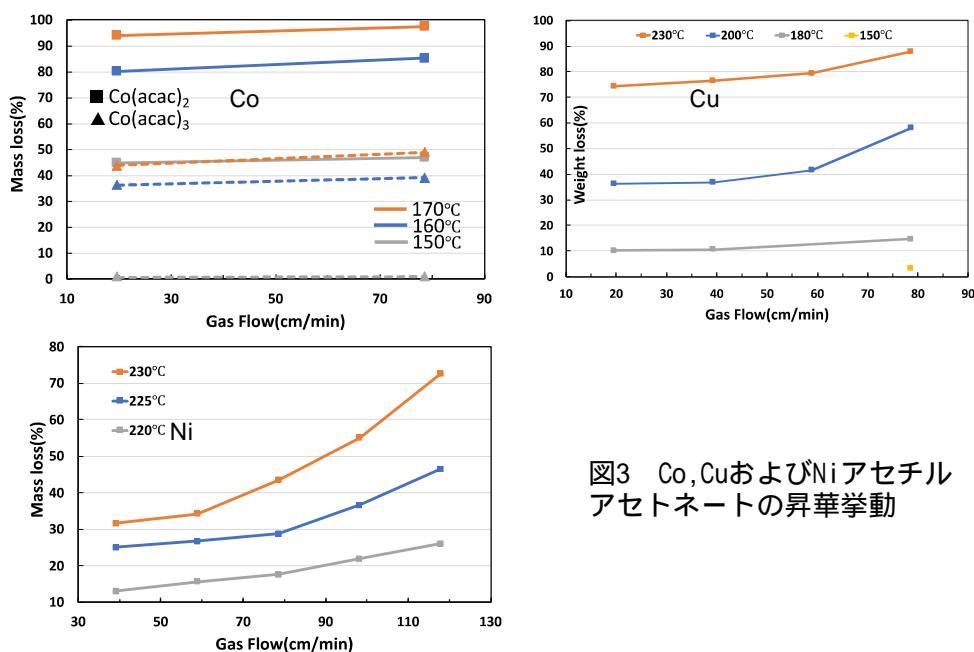 Mass loss(%)
100
90
80
70
60
50
40
30
20
10
0
Co(acac)₂
Co(acac)₃
Co
170℃
160℃
150℃
10 30 50 70 90
Gas Flow(cm/min)
Weight loss(%)
100
90
80
70
60
50
40
30
20
10
0
230℃ 200℃ 180℃ 150℃
Cu
10 20 30 40 50 60 70 80 90
Gas Flow(cm/min)
Mass loss(%)
80
70
60
50
40
30
20
10
230℃
225℃
220℃ Ni
30 50 70 90 110 130
Gas Flow(cm/min)
図3 Co,CuおよびNiアセチル
アセトネートの昇華挙動